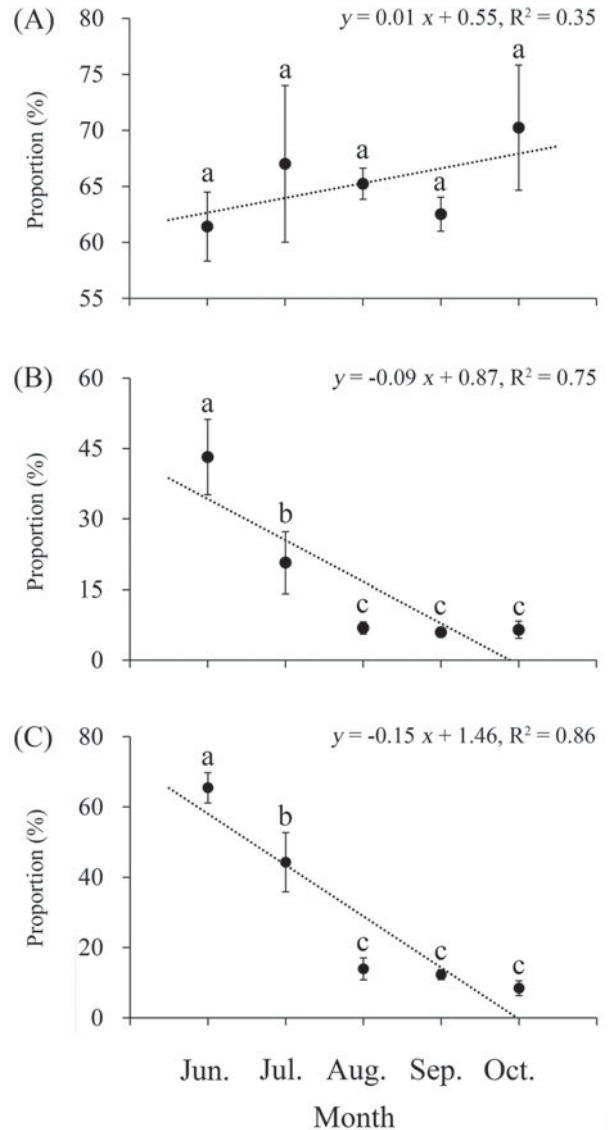 (A)
y = 0.01 x + 0.55, R² = 0.35
80
75
70
65
60
55
Proportion (%)
a
a
a
a
a
(B)
y = -0.09 x + 0.87, R² = 0.75
60
45
30
15
0
Proportion (%)
a
b
c
c
c
(C)
y = -0.15 x + 1.46, R² = 0.86
80
60
40
20
0
Proportion (%)
a
b
c
c
c
Jun. Jul. Aug. Sep. Oct.
Month